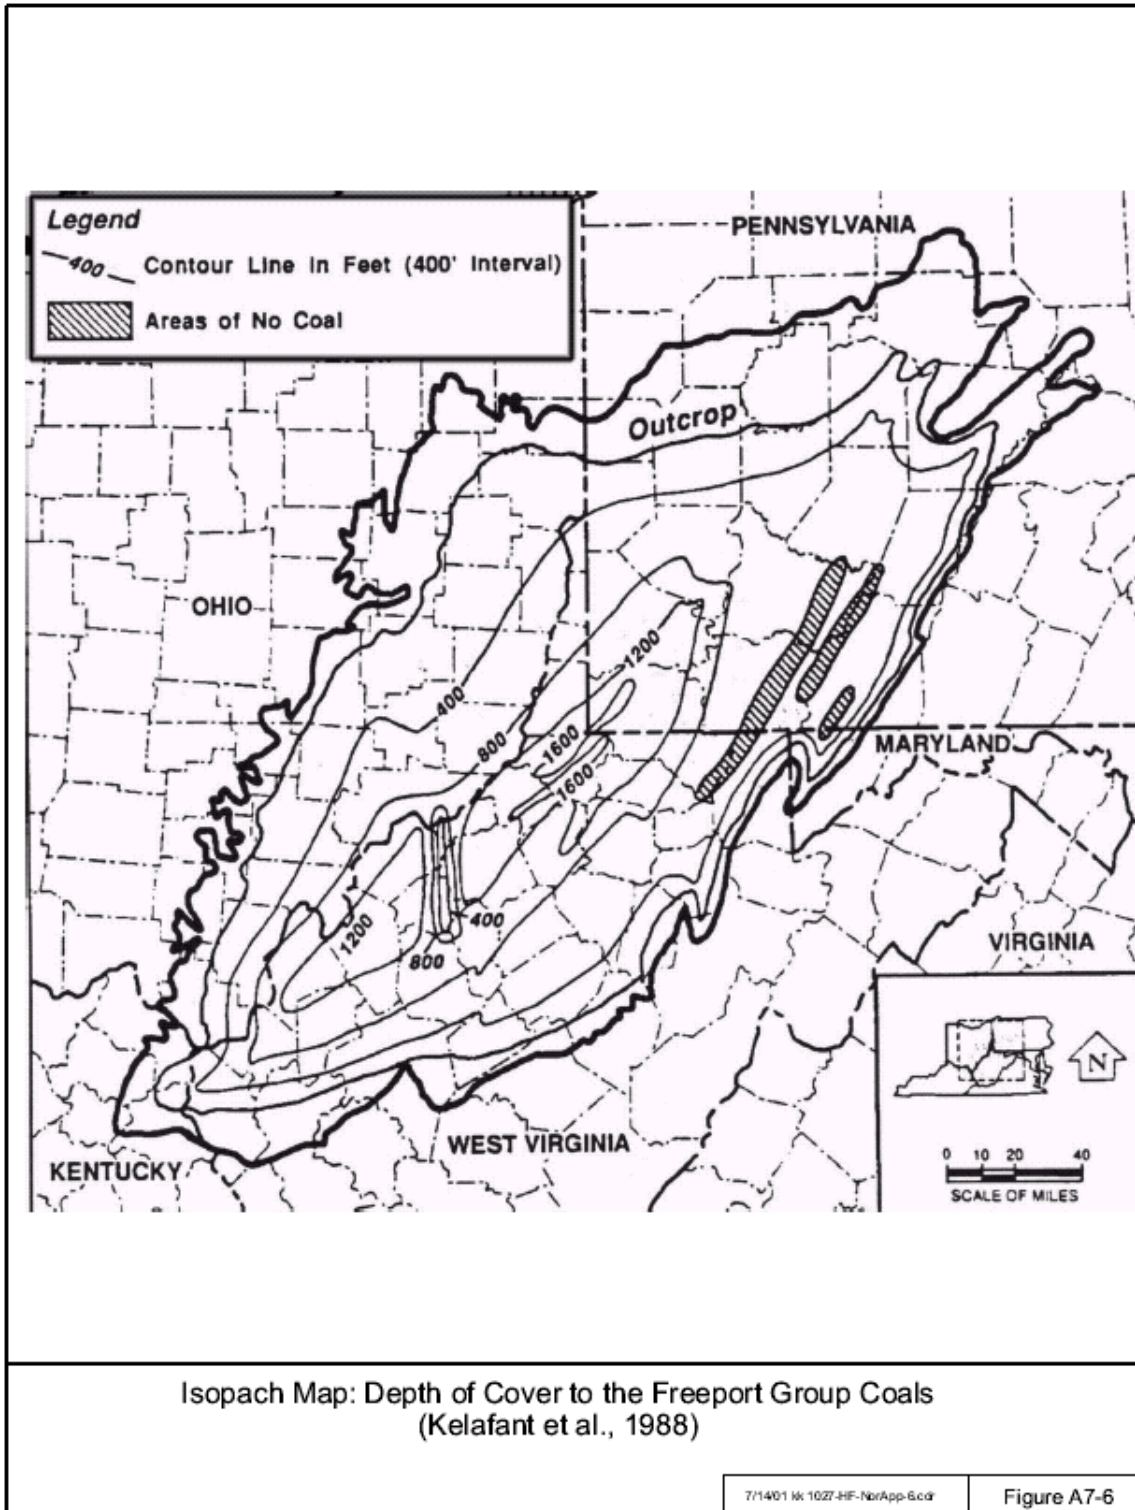 Legend
400
Contour Line in Feet (400' Interval)
Areas of No Coal
PENNSYLVANIA
Outcrop
OHIO
1200
400
800
1600
1600
MARYLAND
1200
400
800
VIRGINIA
N
WEST VIRGINIA
KENTUCKY
0 10 20 40
SCALE OF MILES
Isopach Map: Depth of Cover to the Freeport Group Coals
(Kelafant et al., 1988)
7/14/01 kk 1027-HF-NorApp-6.cdr
Figure A7-6